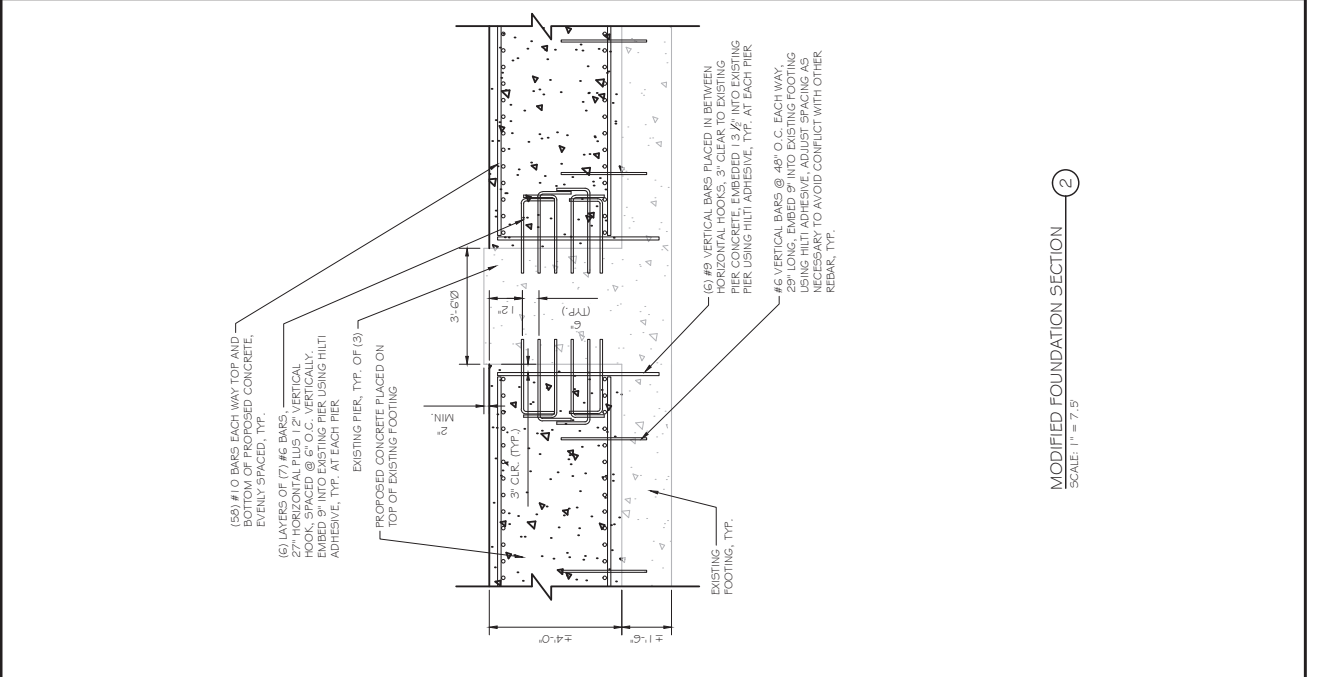 (58) #10 BARS EACH WAY TOP AND
BOTTOM OF PROPOSED CONCRETE,
EVENLY SPACED, TYP.
(6) LAYERS OF (7) #6 BARS,
27" HORIZONTAL PLUS 12" VERTICAL
HOOK, SPACED @ 6" O.C. VERTICALLY.
EMBED 9" INTO EXISTING PIER USING HILTI
ADHESIVE, TYP. AT EACH PIER
EXISTING PIER, TYP. OF (3)
PROPOSED CONCRETE PLACED ON
TOP OF EXISTING FOOTING
2"
MIN.
3'-6"Ø
12"
6"
(TYP.)
3" CLR. (TYP.)
±4'-0"
±1'-6"
EXISTING
FOOTING, TYP.
(6) #9 VERTICAL BARS PLACED IN BETWEEN
HORIZONTAL HOOKS, 3" CLEAR TO EXISTING
PIER CONCRETE, EMBEDED 13 1/2" INTO EXISTING
PIER USING HILTI ADHESIVE, TYP. AT EACH PIER
#6 VERTICAL BARS @ 48" O.C. EACH WAY,
29" LONG, EMBED 9" INTO EXISTING FOOTING
USING HILTI ADHESIVE, ADJUST SPACING AS
NECESSARY TO AVOID CONFLICT WITH OTHER
REBAR, TYP.
MODIFIED FOUNDATION SECTION
2
SCALE: 1" = 7.5'